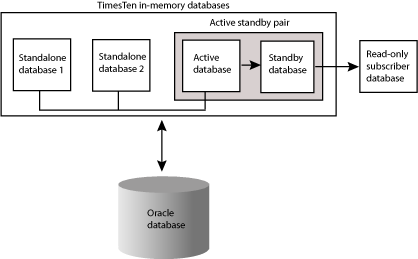 TimesTen in-memory databases
Active standby pair
Standalone
database 1
Standalone
database 2
Active
database
Standby
database
Read-only
subscriber
database
Oracle
database